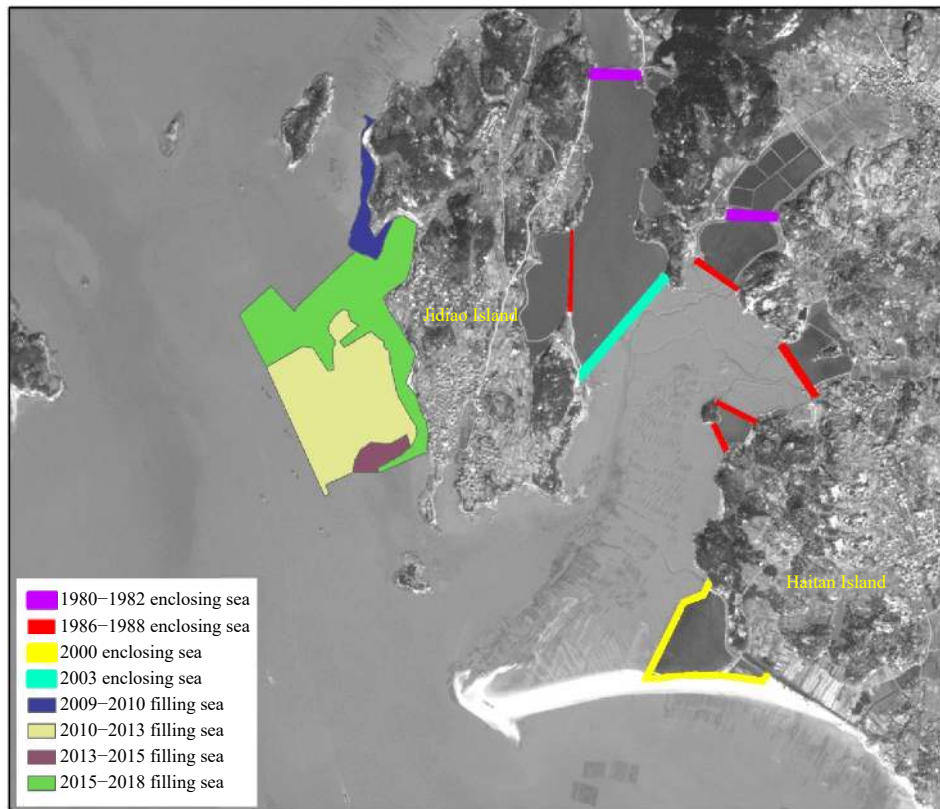 Jidiao Island
Haitan Island
1980−1982 enclosing sea
1986−1988 enclosing sea
2000 enclosing sea
2003 enclosing sea
2009−2010 filling sea
2010−2013 filling sea
2013−2015 filling sea
2015−2018 filling sea